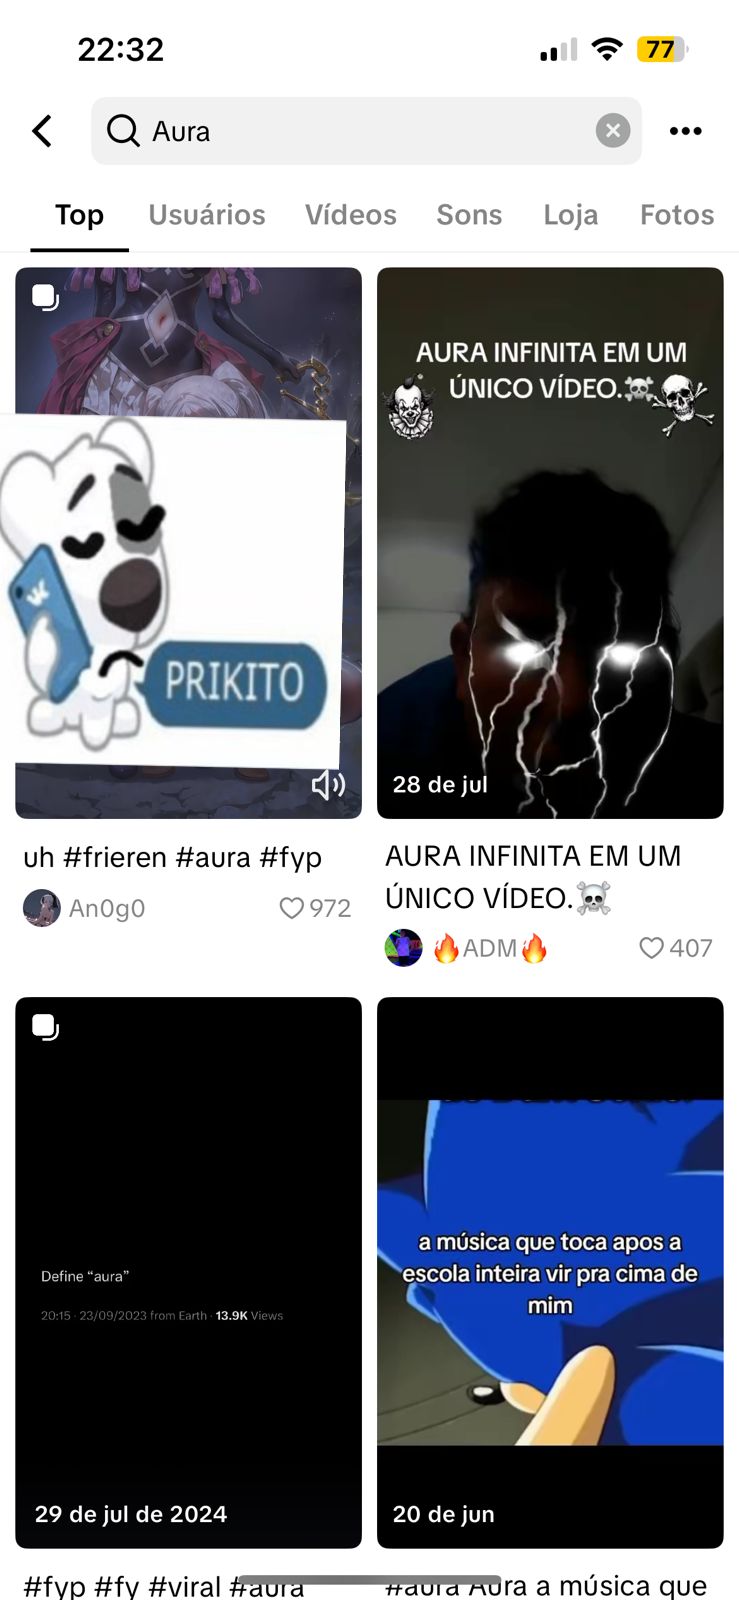 22:32
77
Aura
Top Usuários Vídeos Sons Loja Fotos
AURA INFINITA EM UM
ÚNICO VÍDEO.☠️
PRIKITO
28 de jul
uh #frieren #aura #fyp
An0g0 972
AURA INFINITA EM UM
ÚNICO VÍDEO.☠️
🔥ADM🔥 407
Define “aura”
20:15 · 23/09/2023 from Earth · 13.9K Views
29 de jul de 2024
a música que toca apos a
escola inteira vir pra cima de
mim
20 de jun
#fyp #fy #viral #aura
#aura Aura a música que